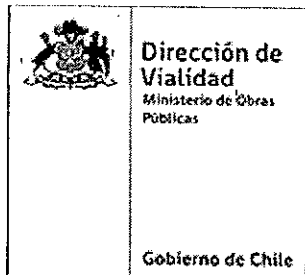 Dirección de
Vialidad
Ministerio de Obras
Públicas
Gobierno de Chile